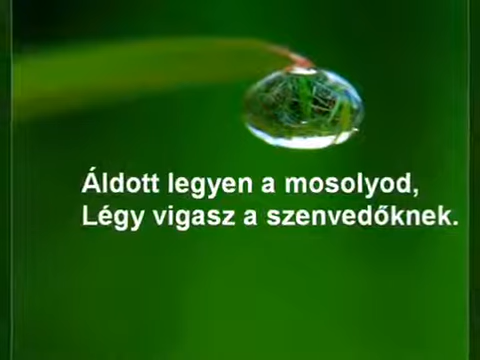 Áldott legyen a mosolyod,
Légy vigasz a szenvedőknek.